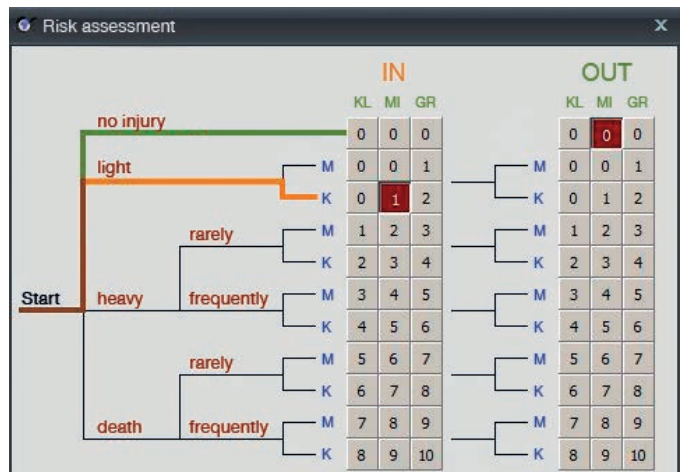 Risk assessment X
IN OUT
KL MI GR KL MI GR
no injury 0 0 0 0 0 0
light M 0 0 1 M 0 0 1
K 0 1 2 K 0 1 2
rarely M 1 2 3 M 1 2 3
K 2 3 4 K 2 3 4
Start heavy frequently M 3 4 5 M 3 4 5
K 4 5 6 K 4 5 6
rarely M 5 6 7 M 5 6 7
K 6 7 8 K 6 7 8
death frequently M 7 8 9 M 7 8 9
K 8 9 10 K 8 9 10